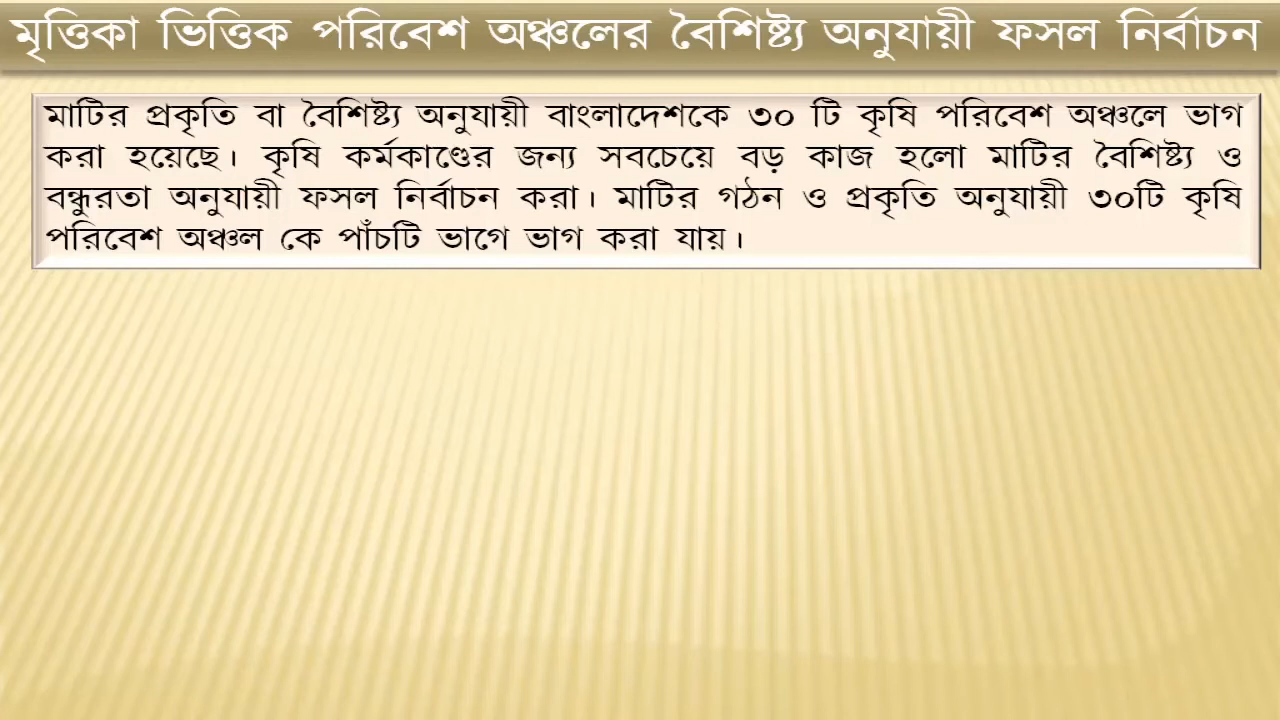 মৃত্তিকা ভিত্তিক পরিবেশ অঞ্চলের বৈশিষ্ট্য অনুযায়ী ফসল নির্বাচন
মাটির প্রকৃতি বা বৈশিষ্ট্য অনুযায়ী বাংলাদেশকে ৩০ টি কৃষি পরিবেশ অঞ্চলে ভাগ
করা হয়েছে। কৃষি কর্মকাণ্ডের জন্য সবচেয়ে বড় কাজ হলো মাটির বৈশিষ্ট্য ও
বন্ধুরতা অনুযায়ী ফসল নির্বাচন করা। মাটির গঠন ও প্রকৃতি অনুযায়ী ৩০টি কৃষি
পরিবেশ অঞ্চল কে পাঁচটি ভাগে ভাগ করা যায়।